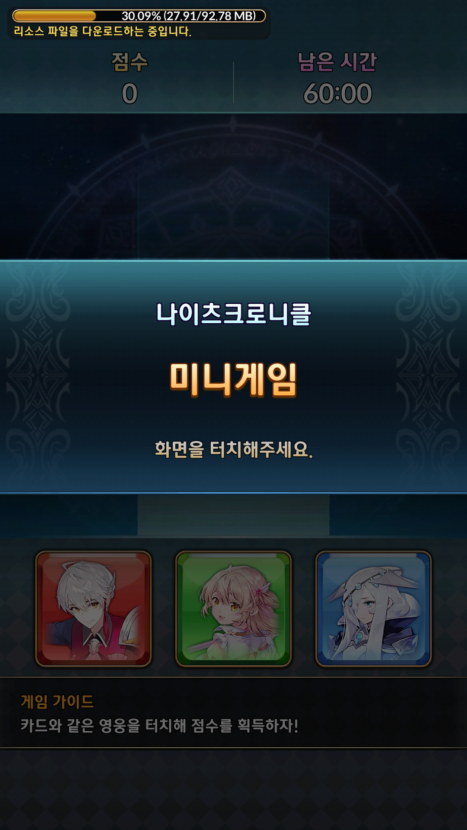 30.09% (27.91/92.78 MB)
리소스 파일을 다운로드하는 중입니다.
점수
남은 시간
0
60:00
나이츠크로니클
미니게임
화면을 터치해주세요.
게임 가이드
카드와 같은 영웅을 터치해 점수를 획득하자!